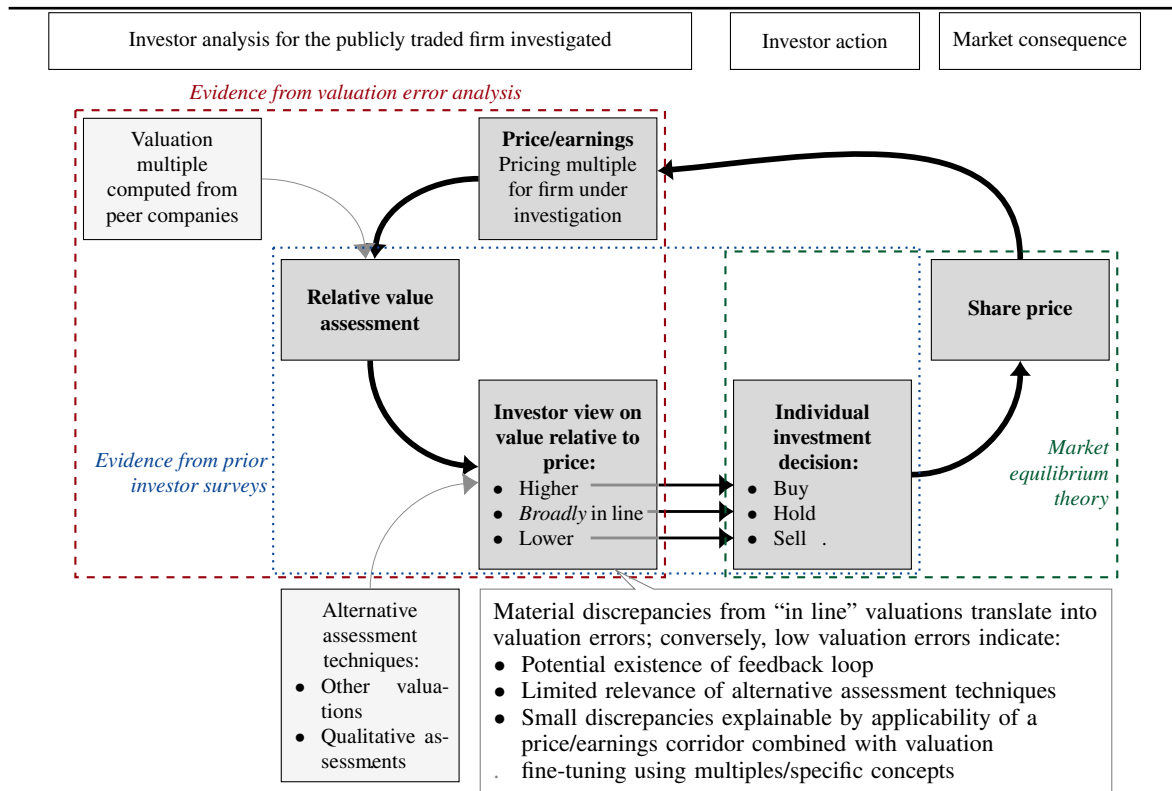 Investor analysis for the publicly traded firm investigated
Investor action
Market consequence
Evidence from valuation error analysis
Valuation
multiple
computed from
peer companies
Price/earnings
Pricing multiple
for firm under
investigation
Relative value
assessment
Share price
Investor view on
value relative to
price:
• Higher
• Broadly in line
• Lower
Individual
investment
decision:
• Buy
• Hold
• Sell .
Evidence from prior
investor surveys
Market
equilibrium
theory
Alternative
assessment
techniques:
• Other valua-
tions
• Qualitative as-
sessments
Material discrepancies from “in line” valuations translate into
valuation errors; conversely, low valuation errors indicate:
• Potential existence of feedback loop
• Limited relevance of alternative assessment techniques
• Small discrepancies explainable by applicability of a
price/earnings corridor combined with valuation
. fine-tuning using multiples/specific concepts